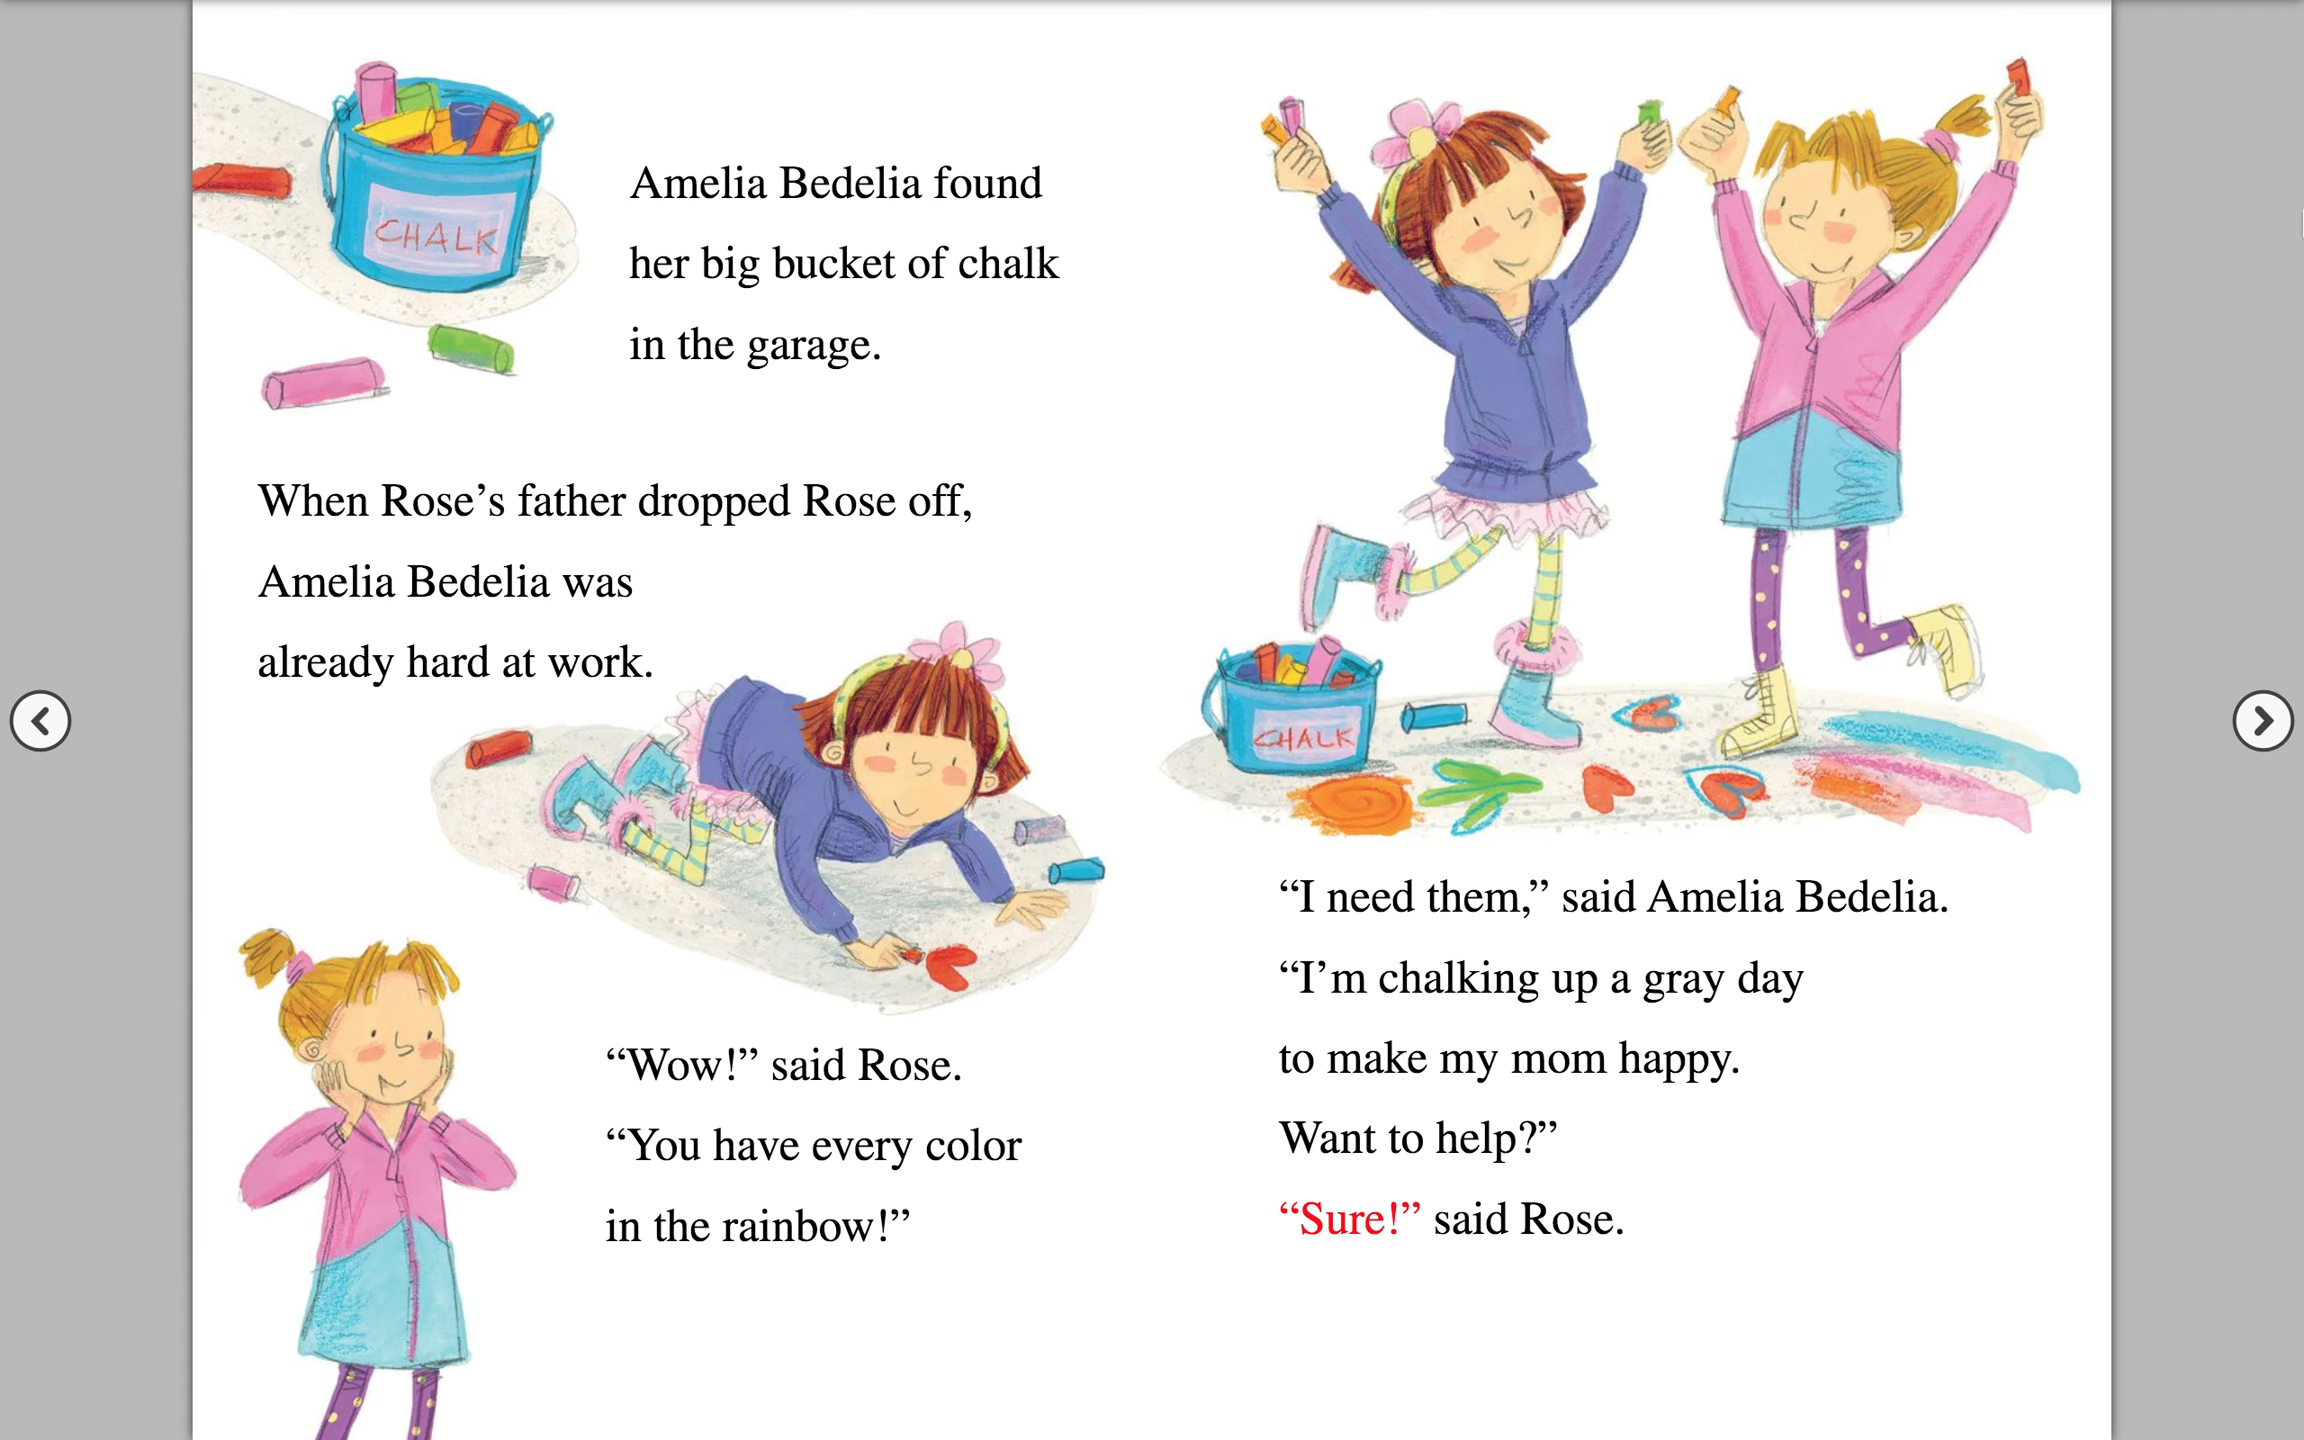 CHALK
Amelia Bedelia found
her big bucket of chalk
in the garage.
When Rose’s father dropped Rose off,
Amelia Bedelia was
already hard at work.
“Wow!” said Rose.
“You have every color
in the rainbow!”
CHALK
“I need them,” said Amelia Bedelia.
“I’m chalking up a gray day
to make my mom happy.
Want to help?”
“Sure!” said Rose.